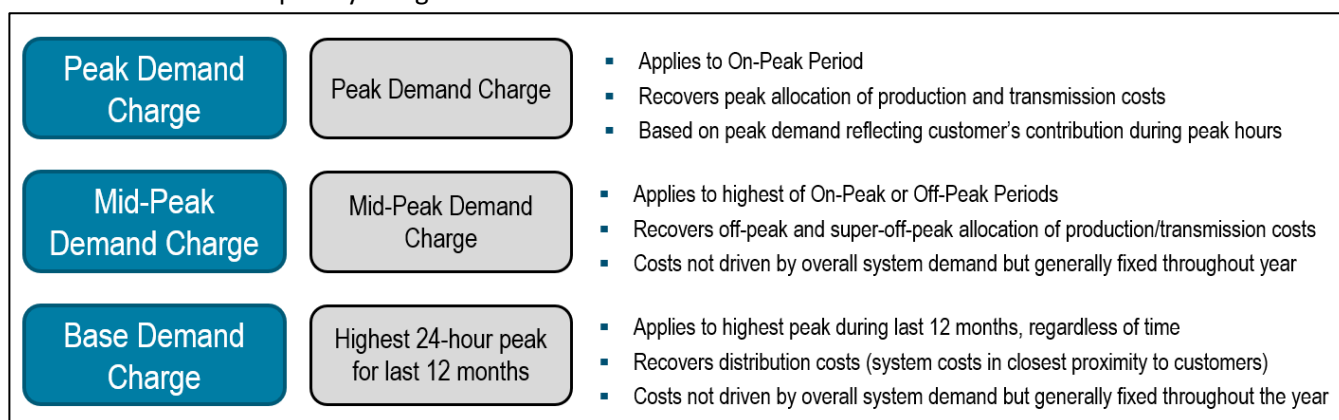 Peak Demand
Charge
Peak Demand Charge
▪ Applies to On-Peak Period
▪ Recovers peak allocation of production and transmission costs
▪ Based on peak demand reflecting customer's contribution during peak hours
Mid-Peak
Demand Charge
Mid-Peak Demand
Charge
▪ Applies to highest of On-Peak or Off-Peak Periods
▪ Recovers off-peak and super-off-peak allocation of production/transmission costs
▪ Costs not driven by overall system demand but generally fixed throughout year
Base Demand
Charge
Highest 24-hour peak
for last 12 months
▪ Applies to highest peak during last 12 months, regardless of time
▪ Recovers distribution costs (system costs in closest proximity to customers)
▪ Costs not driven by overall system demand but generally fixed throughout the year